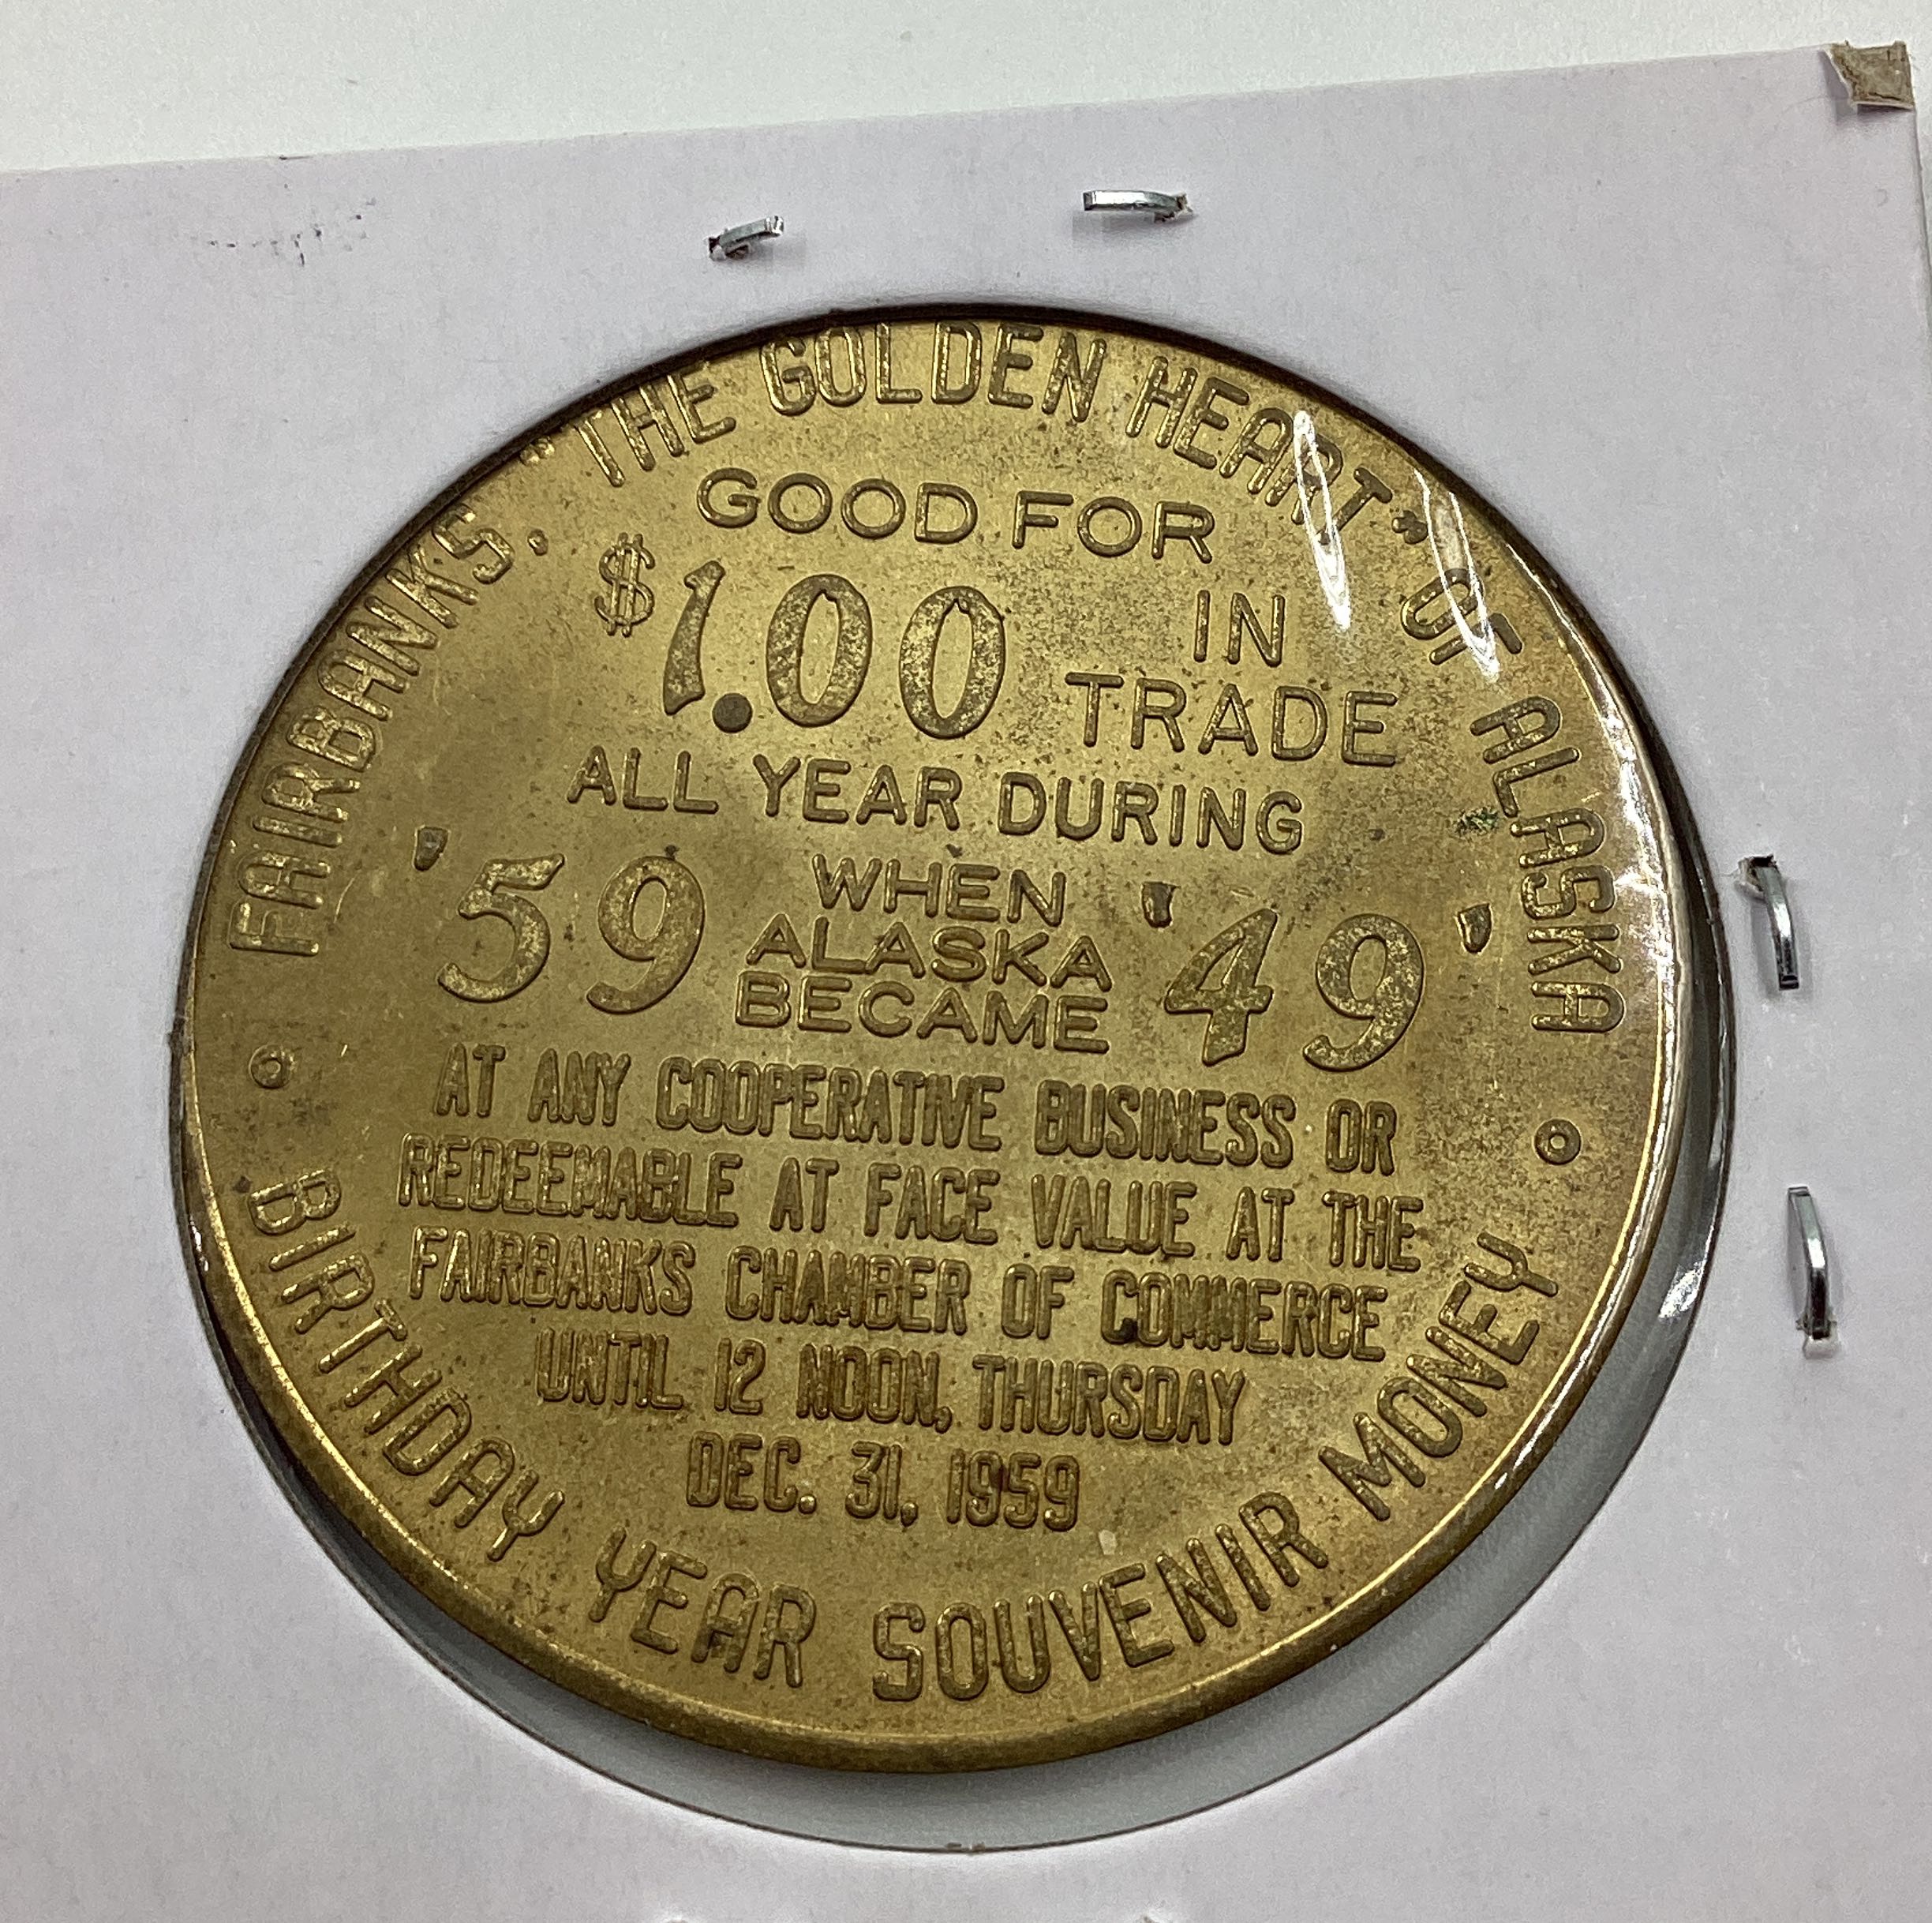 FAIRBANKS, "THE GOLDEN HEART" OF ALASKA
GOOD FOR
$1.00 IN
TRADE
ALL YEAR DURING
'59 WHEN
ALASKA
BECAME '49'
AT ANY COOPERATIVE BUSINESS OR
REDEEMABLE AT FACE VALUE AT THE
FAIRBANKS CHAMBER OF COMMERCE
UNTIL 12 NOON, THURSDAY
DEC. 31, 1959
BIRTHDAY YEAR SOUVENIR MONEY